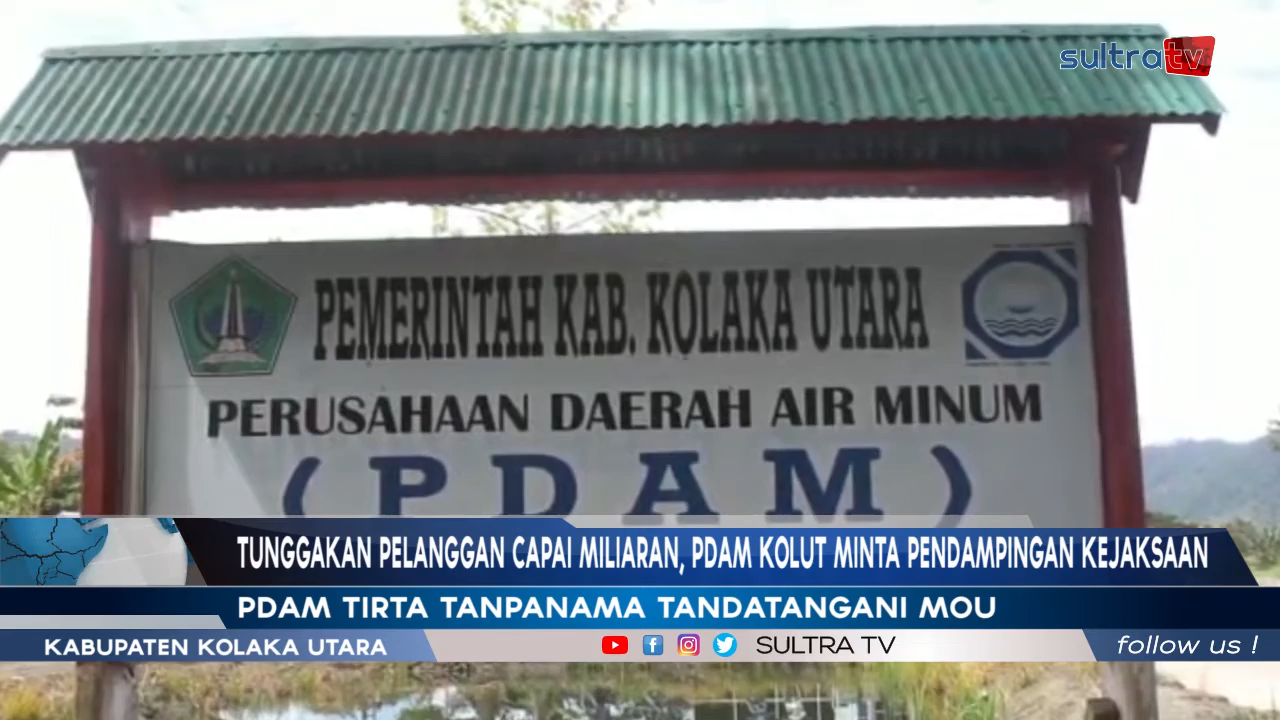 sultratv
PEMERINTAH KAB. KOLAKA UTARA
PERUSAHAAN DAERAH AIR MINUM
( PDAM )
TUNGGAKAN PELANGGAN CAPAI MILIARAN, PDAM KOLUT MINTA PENDAMPINGAN KEJAKSAAN
PDAM TIRTA TANPANAMA TANDATANGANI MOU
KABUPATEN KOLAKA UTARA
SULTRA TV
follow us !